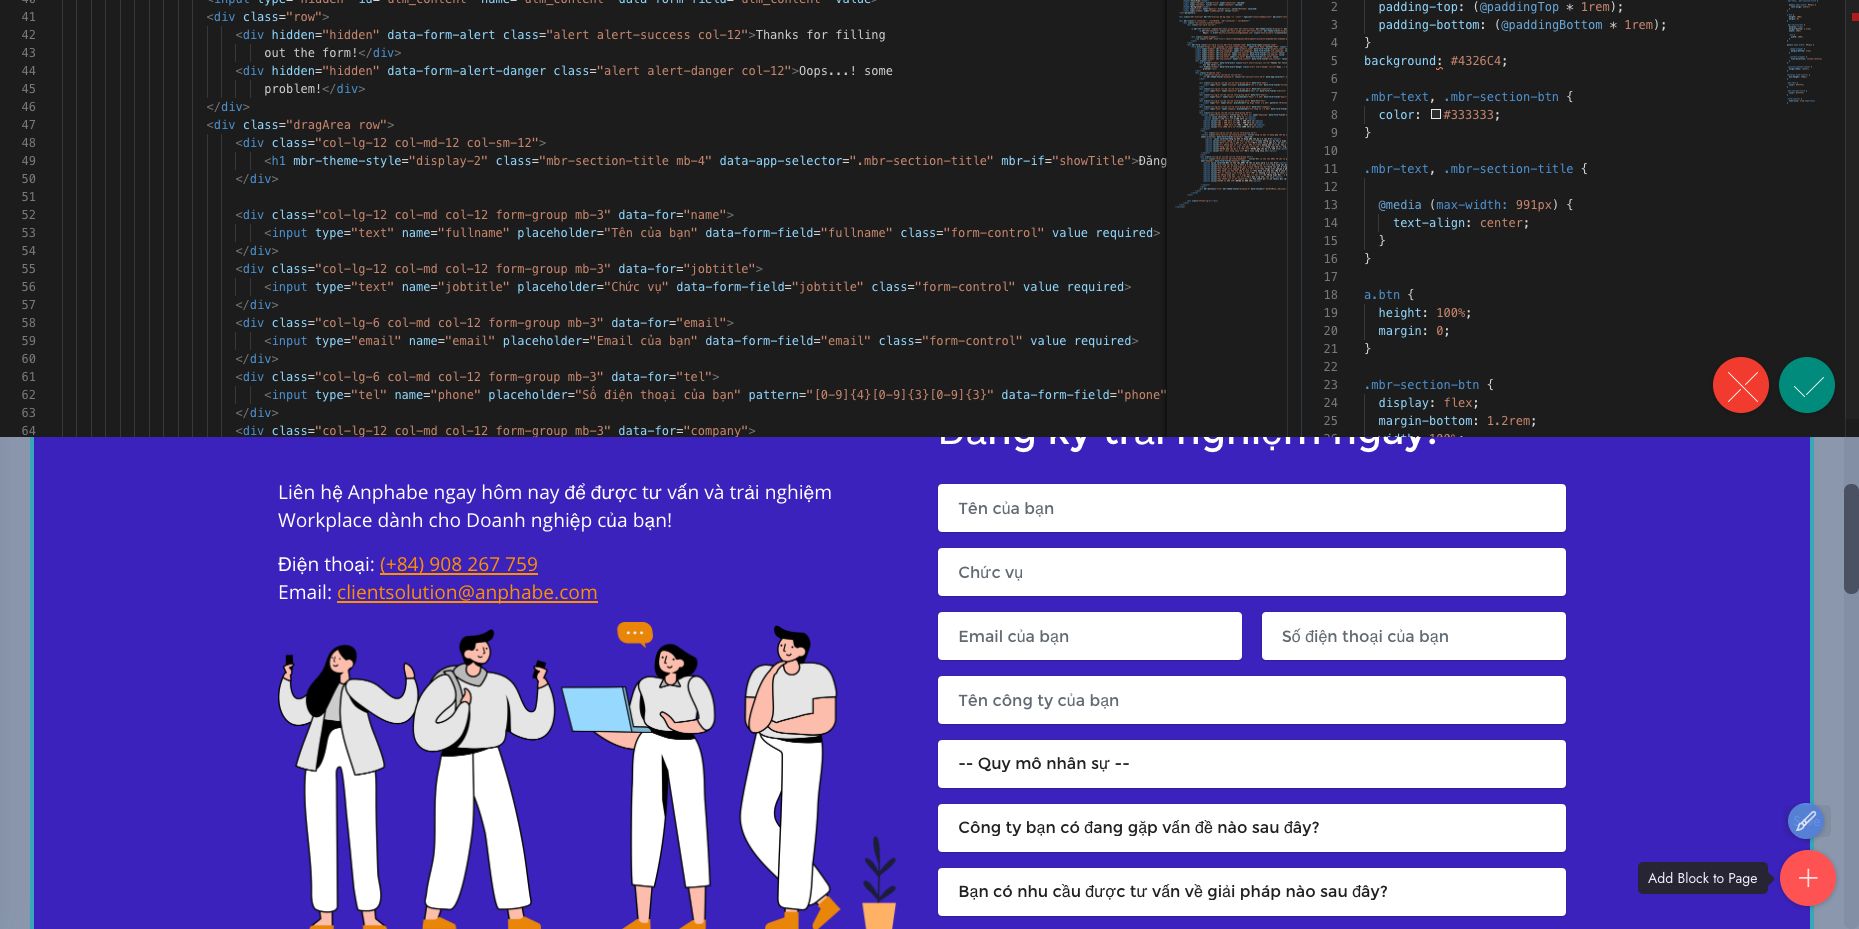 40 <input type="hidden" id="utm_content" name="utm_content" data-form-field="utm_content" value>
41 <div class="row">
42 <div hidden="hidden" data-form-alert class="alert alert-success col-12">Thanks for filling
43 out the form!</div>
44 <div hidden="hidden" data-form-alert-danger class="alert alert-danger col-12">Oops...! some
45 problem!</div>
46 </div>
47 <div class="dragArea row">
48 <div class="col-lg-12 col-md-12 col-sm-12">
49 <h1 mbr-theme-style="display-2" class="mbr-section-title mb-4" data-app-selector=".mbr-section-title" mbr-if="showTitle">Đăng
50 </div>
51
52 <div class="col-lg-12 col-md col-12 form-group mb-3" data-for="name">
53 <input type="text" name="fullname" placeholder="Tên của bạn" data-form-field="fullname" class="form-control" value required>
54 </div>
55 <div class="col-lg-12 col-md col-12 form-group mb-3" data-for="jobtitle">
56 <input type="text" name="jobtitle" placeholder="Chức vụ" data-form-field="jobtitle" class="form-control" value required>
57 </div>
58 <div class="col-lg-6 col-md col-12 form-group mb-3" data-for="email">
59 <input type="email" name="email" placeholder="Email của bạn" data-form-field="email" class="form-control" value required>
60 </div>
61 <div class="col-lg-6 col-md col-12 form-group mb-3" data-for="tel">
62 <input type="tel" name="phone" placeholder="Số điện thoại của bạn" pattern="[0-9]{4}[0-9]{3}[0-9]{3}" data-form-field="phone"
63 </div>
64 <div class="col-lg-12 col-md col-12 form-group mb-3" data-for="company">
2 padding-top: (@paddingTop * 1rem);
3 padding-bottom: (@paddingBottom * 1rem);
4 }
5 background: #4326C4;
6
7 .mbr-text, .mbr-section-btn {
8 color: #333333;
9 }
10
11 .mbr-text, .mbr-section-title {
12
13 @media (max-width: 991px) {
14 text-align: center;
15 }
16 }
17
18 a.btn {
19 height: 100%;
20 margin: 0;
21 }
22
23 .mbr-section-btn {
24 display: flex;
25 margin-bottom: 1.2rem;
26 width: 100%;
Đăng ký trải nghiệm ngay!
Liên hệ Anphabe ngay hôm nay để được tư vấn và trải nghiệm
Workplace dành cho Doanh nghiệp của bạn!
Điện thoại: (+84) 908 267 759
Email: clientsolution@anphabe.com
Tên của bạn
Chức vụ
Email của bạn
Số điện thoại của bạn
Tên công ty của bạn
-- Quy mô nhân sự --
Công ty bạn có đang gặp vấn đề nào sau đây?
Bạn có nhu cầu được tư vấn về giải pháp nào sau đây?
Add Block to Page